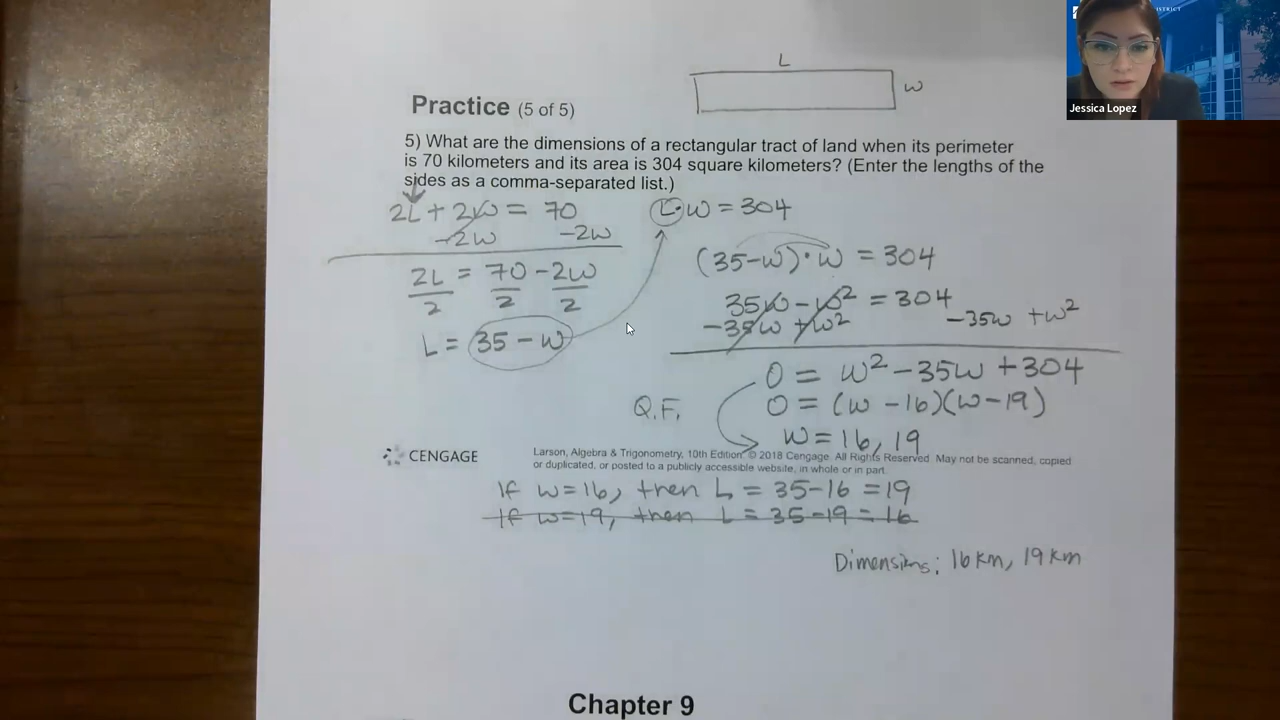 ISTRICT
Jessica Lopez
L
w
Practice (5 of 5)
5) What are the dimensions of a rectangular tract of land when its perimeter
is 70 kilometers and its area is 304 square kilometers? (Enter the lengths of the
sides as a comma-separated list.)
2L + 2w = 70
-2w -2w
2L = 70 - 2w
2 2 2
L = 35 - w
L·w = 304
(35-w)·w = 304
35w - w² = 304
-35w +w² -35w +w²
0 = w² - 35w + 304
0 = (w - 16)(w - 19)
Q.F.
w = 16, 19
CENGAGE
Larson, Algebra & Trigonometry, 10th Edition. © 2018 Cengage. All Rights Reserved. May not be scanned, copied
or duplicated, or posted to a publicly accessible website, in whole or in part.
If w=16, then L = 35-16 = 19
If w=19, then L = 35-19 = 16
Dimensions: 16 km, 19 km
Chapter 9